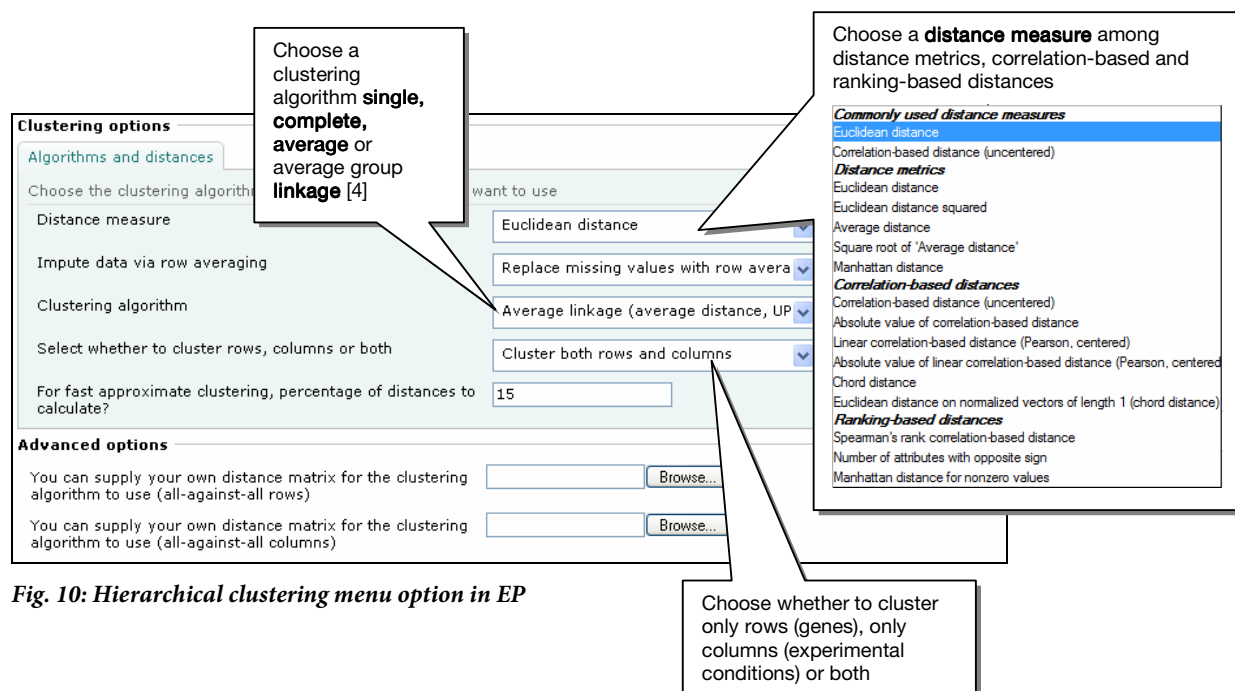 Choose a
clustering
algorithm single,
complete,
average or
average group
linkage [4]
Choose a distance measure among
distance metrics, correlation-based and
ranking-based distances
Commonly used distance measures
Euclidean distance
Correlation-based distance (uncentered)
Distance metrics
Euclidean distance
Euclidean distance squared
Average distance
Square root of 'Average distance'
Manhattan distance
Correlation-based distances
Correlation-based distance (uncentered)
Absolute value of correlation-based distance
Linear correlation-based distance (Pearson, centered)
Absolute value of linear correlation-based distance (Pearson, centered
Chord distance
Euclidean distance on normalized vectors of length 1 (chord distance)
Ranking-based distances
Spearman's rank correlation-based distance
Number of attributes with opposite sign
Manhattan distance for nonzero values
Clustering options
Algorithms and distances
Choose the clustering algorith want to use
Distance measure
Euclidean distance
Impute data via row averaging
Replace missing values with row avera
Clustering algorithm
Average linkage (average distance, UP
Select whether to cluster rows, columns or both
Cluster both rows and columns
For fast approximate clustering, percentage of distances to
calculate?
15
Advanced options
You can supply your own distance matrix for the clustering
algorithm to use (all-against-all rows)
Browse...
You can supply your own distance matrix for the clustering
algorithm to use (all-against-all columns)
Browse...
Fig. 10: Hierarchical clustering menu option in EP
Choose whether to cluster
only rows (genes), only
columns (experimental
conditions) or both